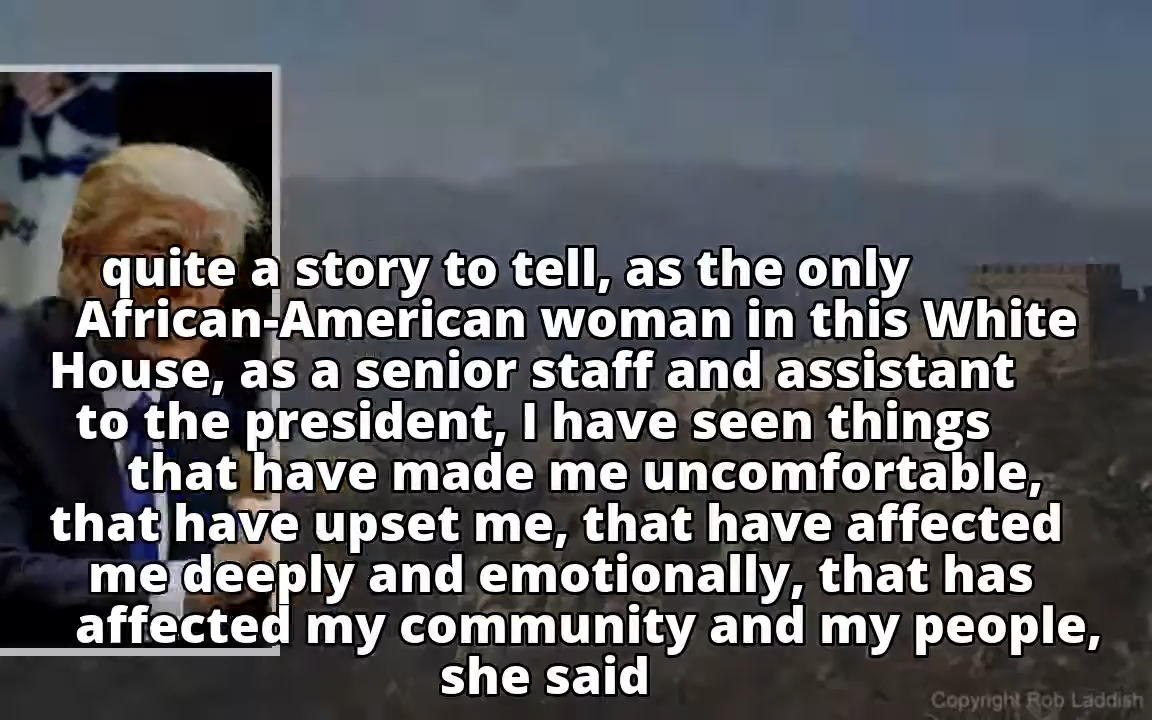 quite a story to tell, as the only
African-American woman in this White
House, as a senior staff and assistant
to the president, I have seen things
that have made me uncomfortable,
that have upset me, that have affected
me deeply and emotionally, that has
affected my community and my people,
she said
Copyright Rob Laddish